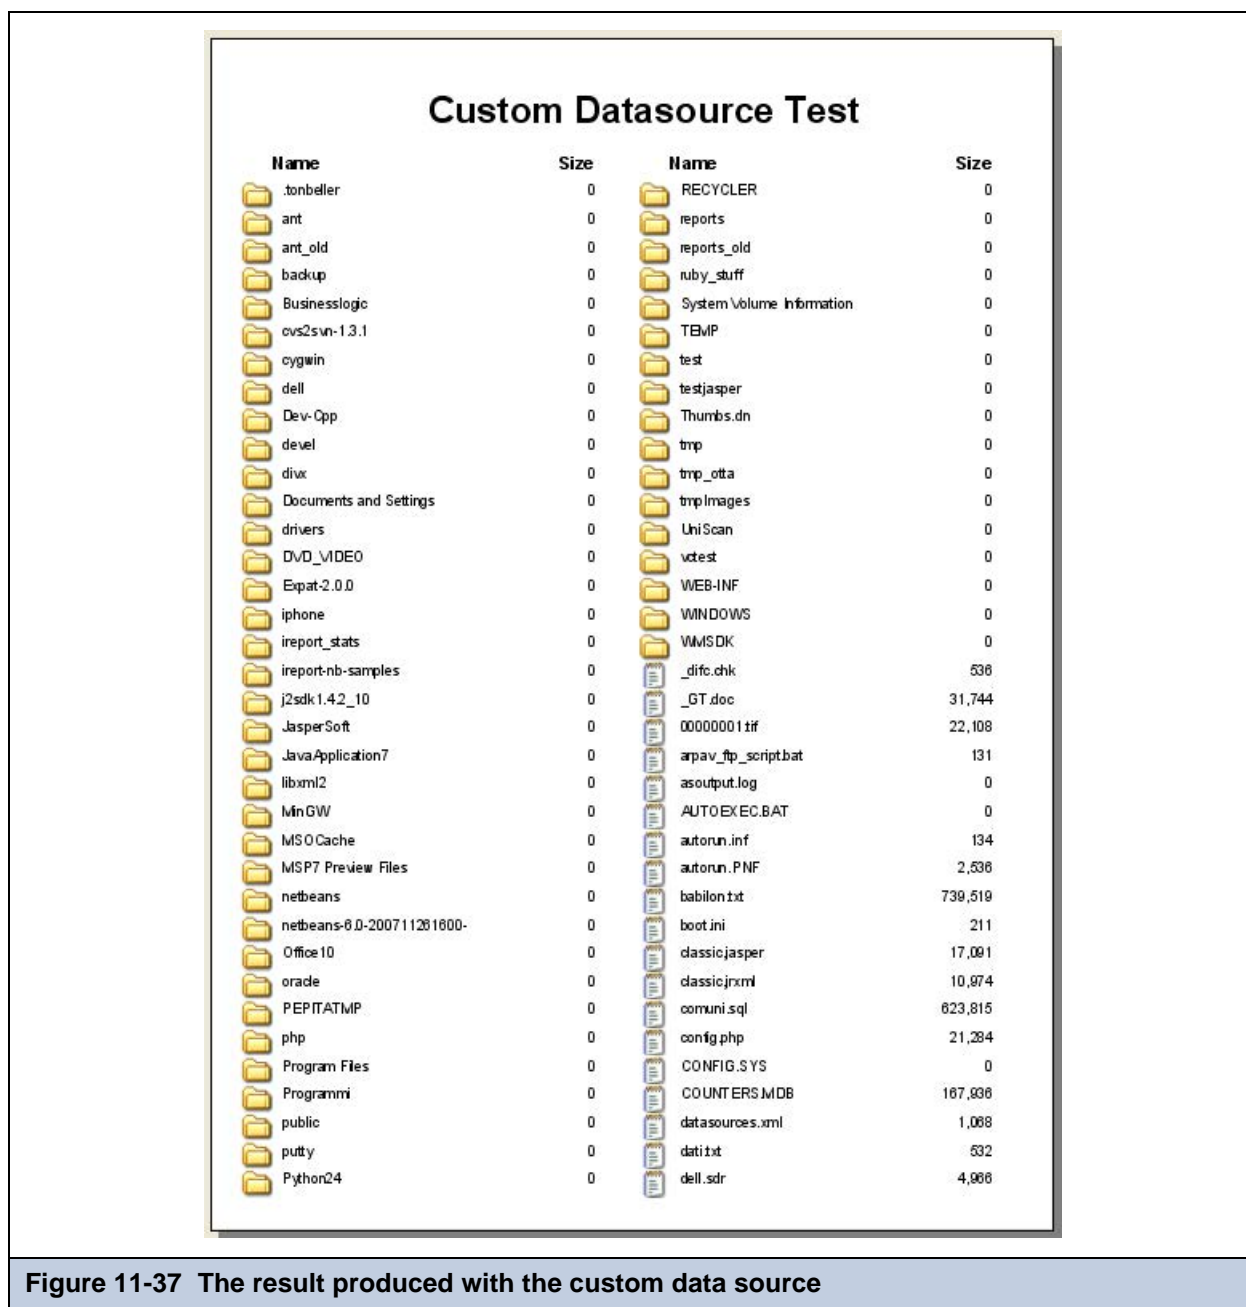 Custom Datasource Test
Name Size Name Size
.tonbeller 0 RECYCLER 0
ant 0 reports 0
ant_old 0 reports_old 0
backup 0 ruby_stuff 0
Businesslogic 0 System Volume Information 0
cvs2svn-1.3.1 0 TEMP 0
cygwin 0 test 0
dell 0 testjasper 0
Dev-Cpp 0 Thumbs.dn 0
devel 0 tmp 0
divx 0 tmp_otta 0
Documents and Settings 0 tmpImages 0
drivers 0 UniScan 0
DVD_VIDEO 0 vctest 0
Expat-2.0.0 0 WEB-INF 0
iphone 0 WINDOWS 0
ireport_stats 0 WMSDK 0
ireport-nb-samples 0 _difc.chk 536
j2sdk1.4.2_10 0 _GT.doc 31,744
JasperSoft 0 00000001.tif 22,108
JavaApplication7 0 arpav_ftp_script.bat 131
libxml2 0 asoutput.log 0
MinGW 0 AUTOEXEC.BAT 0
MSOCache 0 autorun.inf 134
MSP7 Preview Files 0 autorun.PNF 2,536
netbeans 0 babilon.txt 739,519
netbeans-6.0-200711261600- 0 boot.ini 211
Office10 0 classic.jasper 17,091
oracle 0 classic.jrxml 10,974
PEPITATMP 0 comuni.sql 623,815
php 0 config.php 21,284
Program Files 0 CONFIG.SYS 0
Programmi 0 COUNTERS.MDB 167,936
public 0 datasources.xml 1,068
putty 0 dati.txt 532
Python24 0 dell.sdr 4,966
Figure 11-37 The result produced with the custom data source